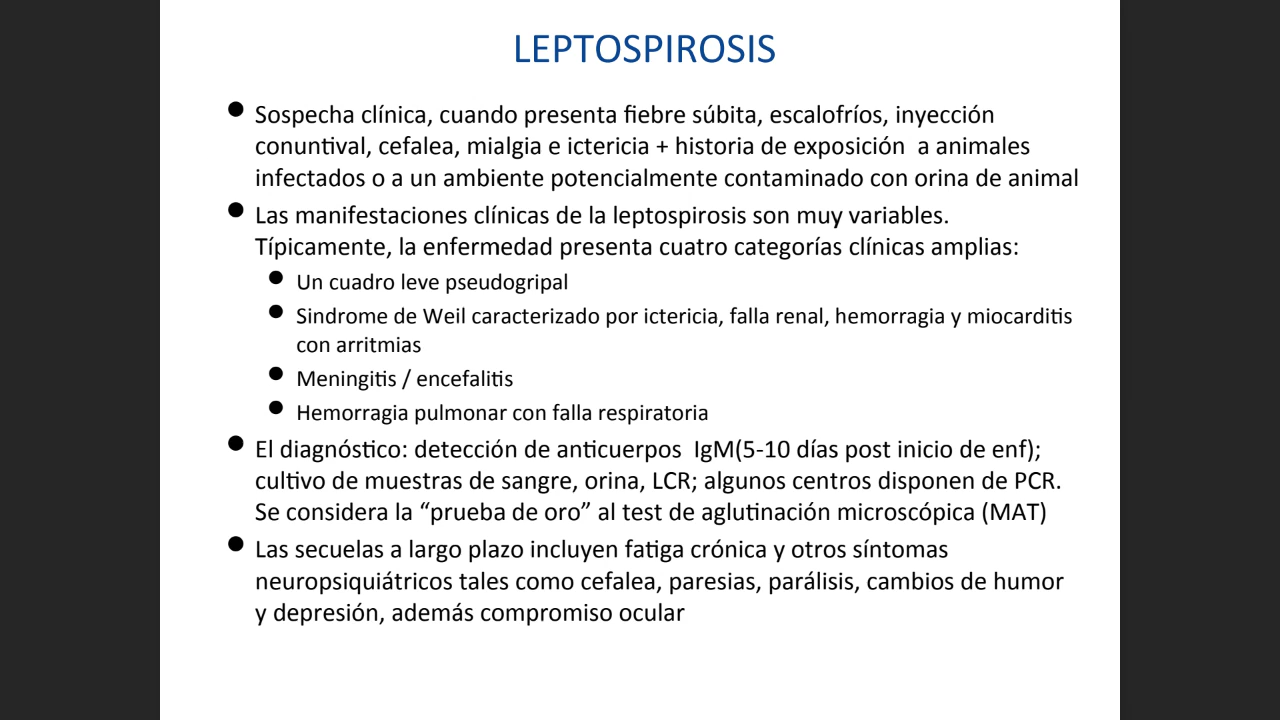 LEPTOSPIROSIS
● Sospecha clínica, cuando presenta fiebre súbita, escalofríos, inyección
conuntival, cefalea, mialgia e ictericia + historia de exposición  a animales
infectados o a un ambiente potencialmente contaminado con orina de animal
● Las manifestaciones clínicas de la leptospirosis son muy variables.
Típicamente, la enfermedad presenta cuatro categorías clínicas amplias:
● Un cuadro leve pseudogripal
● Sindrome de Weil caracterizado por ictericia, falla renal, hemorragia y miocarditis
con arritmias
● Meningitis / encefalitis
● Hemorragia pulmonar con falla respiratoria
● El diagnóstico: detección de anticuerpos  IgM(5-10 días post inicio de enf);
cultivo de muestras de sangre, orina, LCR; algunos centros disponen de PCR.
Se considera la “prueba de oro” al test de aglutinación microscópica (MAT)
● Las secuelas a largo plazo incluyen fatiga crónica y otros síntomas
neuropsiquiátricos tales como cefalea, paresias, parálisis, cambios de humor
y depresión, además compromiso ocular